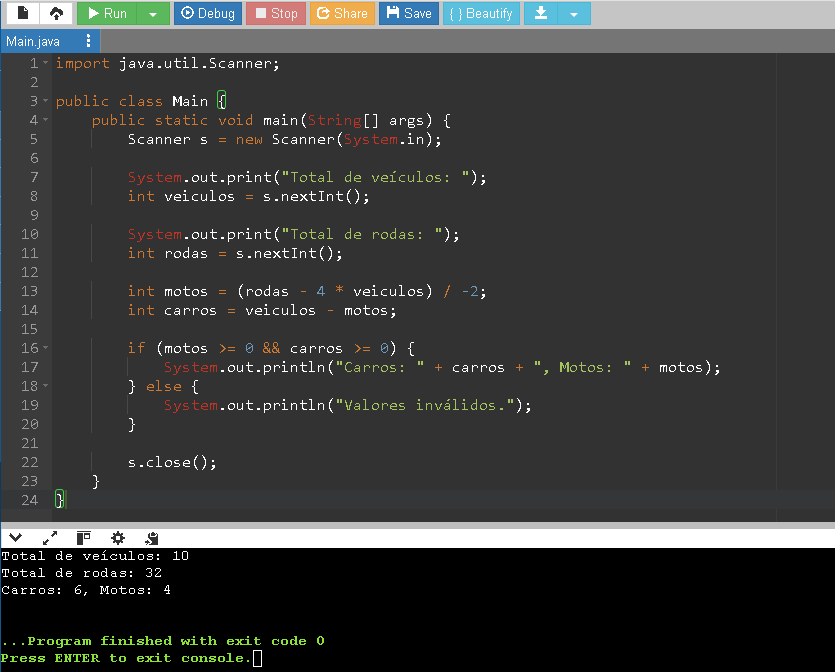 Run Debug Stop Share Save { } Beautify
Main.java
1 import java.util.Scanner;
2
3 public class Main {
4 public static void main(String[] args) {
5 Scanner s = new Scanner(System.in);
6
7 System.out.print("Total de veículos: ");
8 int veiculos = s.nextInt();
9
10 System.out.print("Total de rodas: ");
11 int rodas = s.nextInt();
12
13 int motos = (rodas - 4 * veiculos) / -2;
14 int carros = veiculos - motos;
15
16 if (motos >= 0 && carros >= 0) {
17 System.out.println("Carros: " + carros + ", Motos: " + motos);
18 } else {
19 System.out.println("Valores inválidos.");
20 }
21
22 s.close();
23 }
24 }
Total de veículos: 10
Total de rodas: 32
Carros: 6, Motos: 4
...Program finished with exit code 0
Press ENTER to exit console.